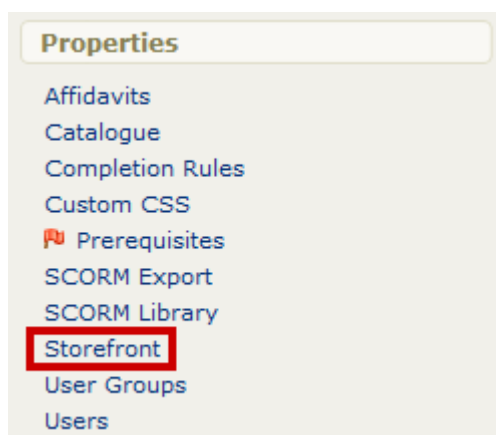 Properties
Affidavits
Catalogue
Completion Rules
Custom CSS
Prerequisites
SCORM Export
SCORM Library
Storefront
User Groups
Users